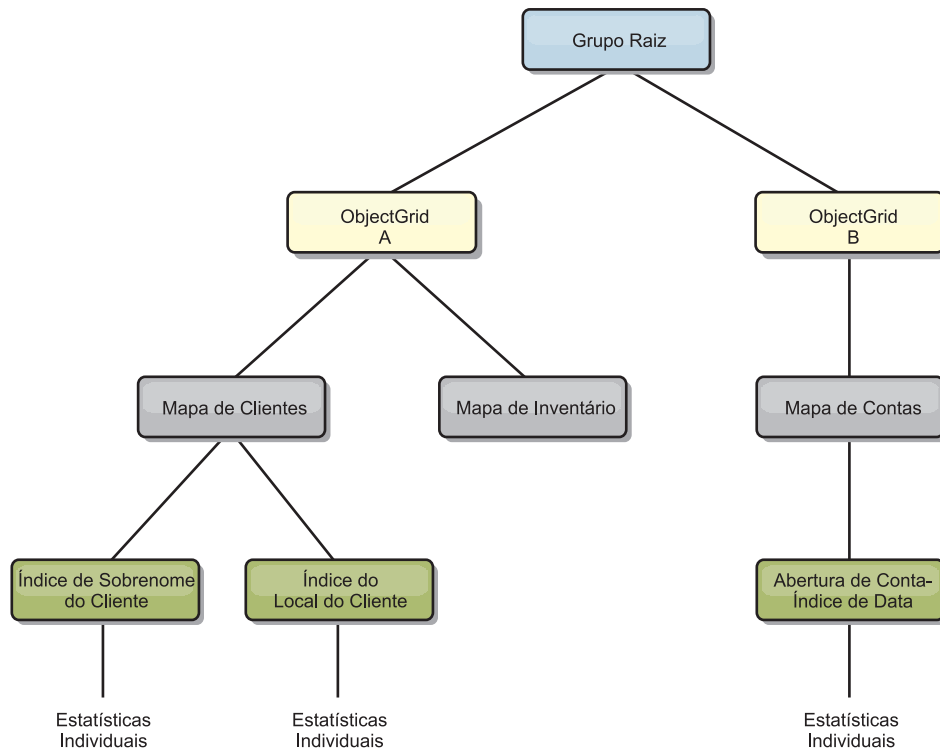 Grupo Raiz
ObjectGrid
A
ObjectGrid
B
Mapa de Clientes
Mapa de Inventário
Mapa de Contas
Índice de Sobrenome
do Cliente
Índice do
Local do Cliente
Abertura de Conta-
Índice de Data
Estatísticas
Individuais
Estatísticas
Individuais
Estatísticas
Individuais